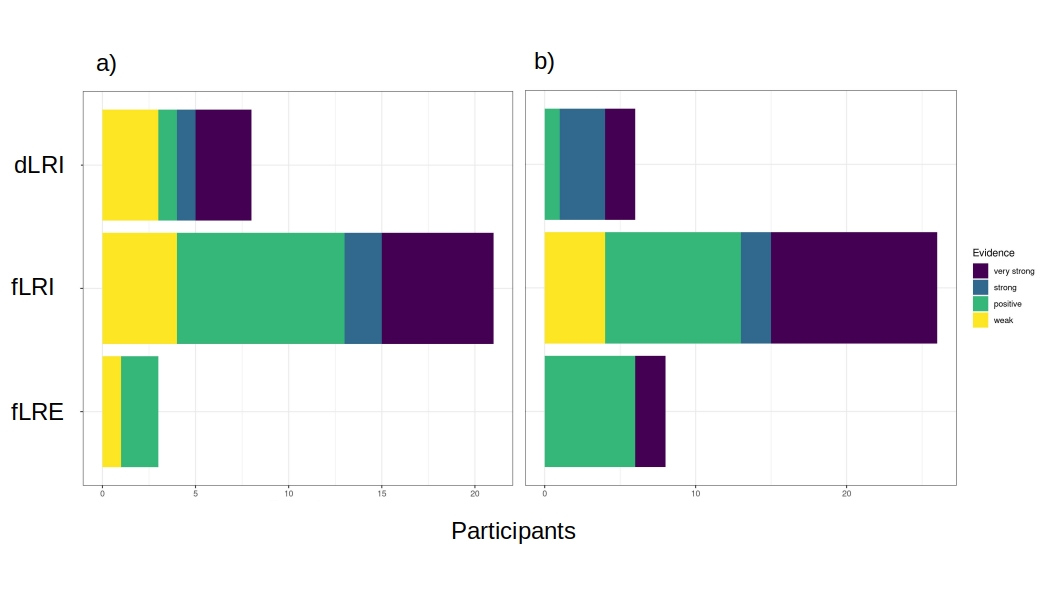 a)
b)
dLRI
fLRI
fLRE
0 5 10 15 20
0 10 20
Participants
Evidence
very strong
strong
positive
weak